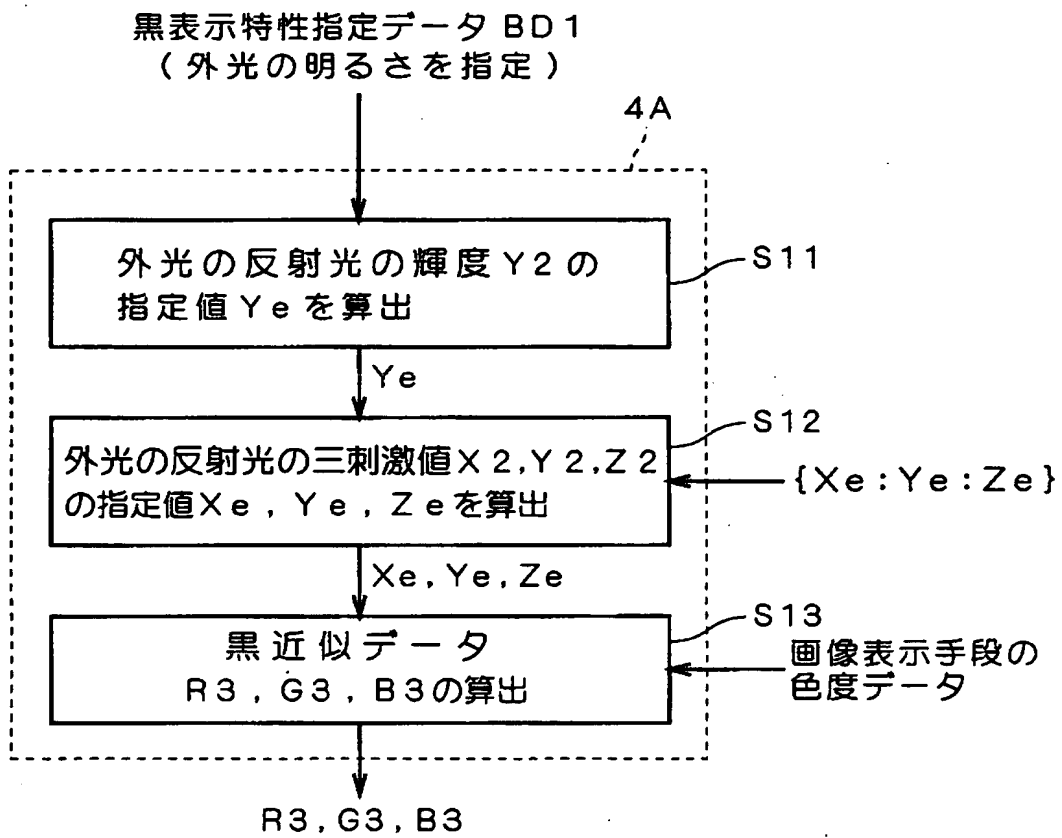 黒表示特性指定データ BD1
(外光の明るさを指定)
4A
外光の反射光の輝度Y2の
指定値Yeを算出
S11
Ye
S12
外光の反射光の三刺激値X2,Y2,Z2
の指定値Xe,Ye,Zeを算出
{Xe:Ye:Ze}
Xe,Ye,Ze
S13
黒近似データ
R3,G3,B3の算出
画像表示手段の
色度データ
R3,G3,B3